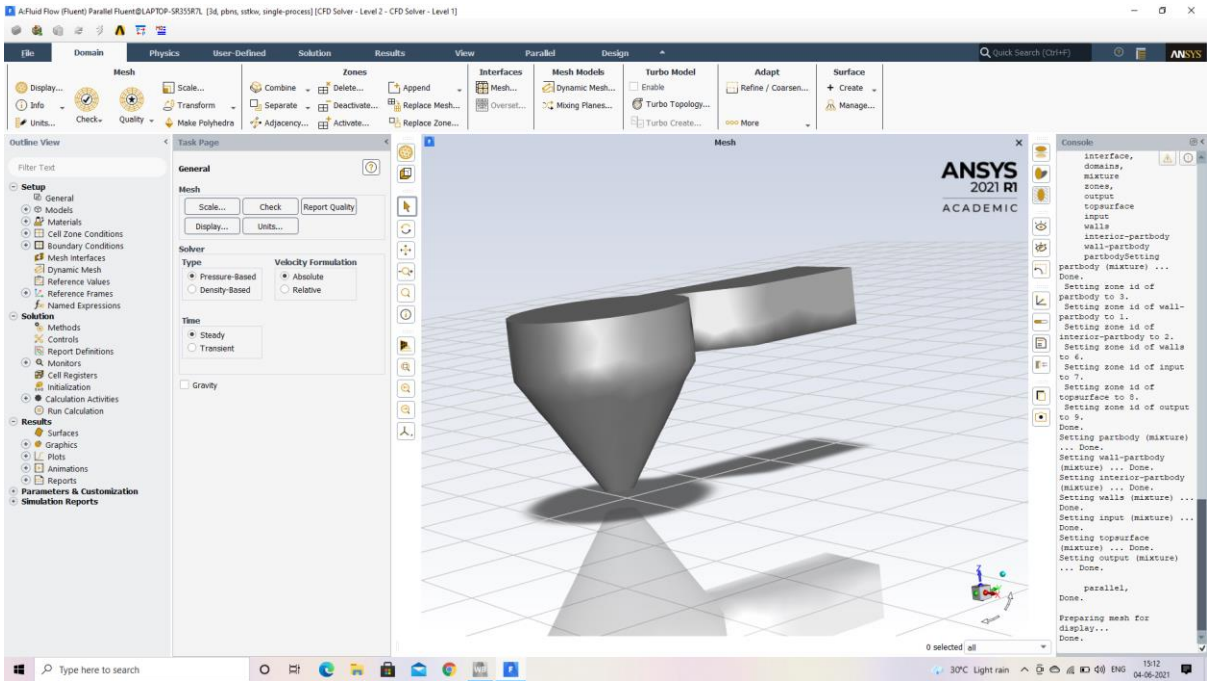 A:Fluid Flow (Fluent) Parallel Fluent@LAPTOP-SR355R7L [3d, pbns, sstkw, single-process] [CFD Solver - Level 2 - CFD Solver - Level 1]
File Domain Physics User-Defined Solution Results View Parallel Design
Quick Search (Ctrl+F)
ANSYS
Mesh
Display...
Info
Units...
Check
Quality
Scale...
Transform
Make Polyhedra
Zones
Combine
Separate
Adjacency...
Delete...
Deactivate...
Activate...
Append
Replace Mesh...
Replace Zone...
Interfaces
Mesh...
Overset...
Mesh Models
Dynamic Mesh...
Mixing Planes...
Turbo Model
Enable
Turbo Topology...
Turbo Create...
Adapt
Refine / Coarsen...
More
Surface
+ Create
Manage...
Outline View
Filter Text
Setup
General
Models
Materials
Cell Zone Conditions
Boundary Conditions
Mesh Interfaces
Dynamic Mesh
Reference Values
Reference Frames
Named Expressions
Solution
Methods
Controls
Report Definitions
Monitors
Cell Registers
Initialization
Calculation Activities
Run Calculation
Results
Surfaces
Graphics
Plots
Animations
Reports
Parameters & Customization
Simulation Reports
Task Page
General
Mesh
Scale... Check Report Quality
Display... Units...
Solver
Type
Pressure-Based
Density-Based
Velocity Formulation
Absolute
Relative
Time
Steady
Transient
Gravity
Mesh
ANSYS
2021 R1
ACADEMIC
0 selected all
Console
interface,
domains,
mixture
zones,
output
topsurface
input
walls
interior-partbody
wall-partbody
partbodySetting
partbody (mixture) ...
Done.
Setting zone id of
partbody to 3.
Setting zone id of wall-
partbody to 1.
Setting zone id of
interior-partbody to 2.
Setting zone id of walls
to 6.
Setting zone id of input
to 7.
Setting zone id of
topsurface to 8.
Setting zone id of output
to 9.
Done.
Setting partbody (mixture)
... Done.
Setting wall-partbody
(mixture) ... Done.
Setting interior-partbody
(mixture) ... Done.
Setting walls (mixture) ...
Done.
Setting input (mixture) ...
Done.
Setting topsurface
(mixture) ... Done.
Setting output (mixture)
... Done.
parallel,
Done.
Preparing mesh for
display...
Done.
Type here to search
30°C Light rain
ENG
15:12
04-06-2021